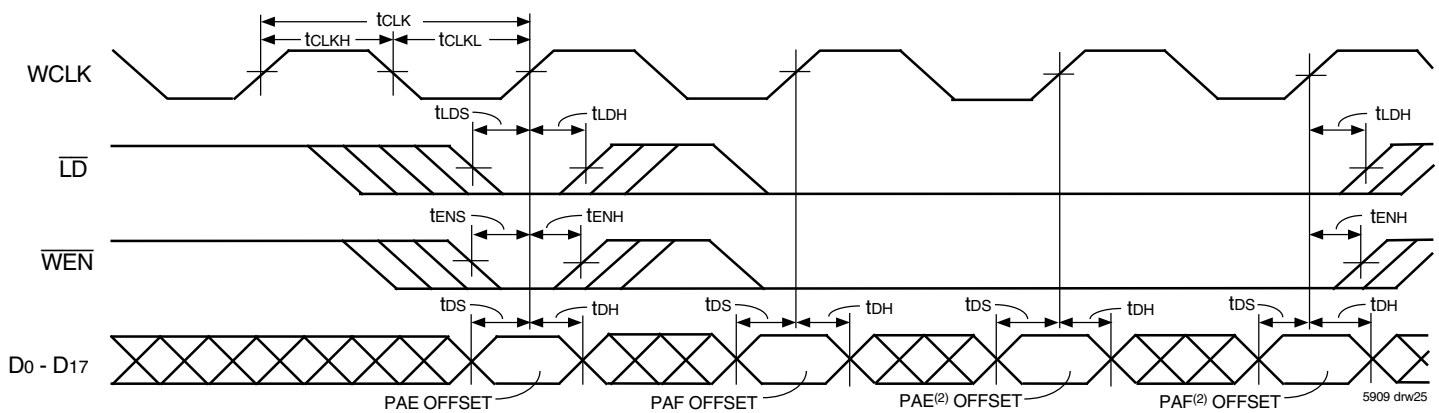 tCLK
tCLKH
tCLKL
WCLK
tLDS
tLDH
tLDH
LD
tENS
tENH
tENH
WEN
tDS
tDH
tDS
tDH
tDS
tDH
tDS
tDH
D0 - D17
PAE OFFSET
PAF OFFSET
PAE(2) OFFSET
PAF(2) OFFSET
5909 drw25